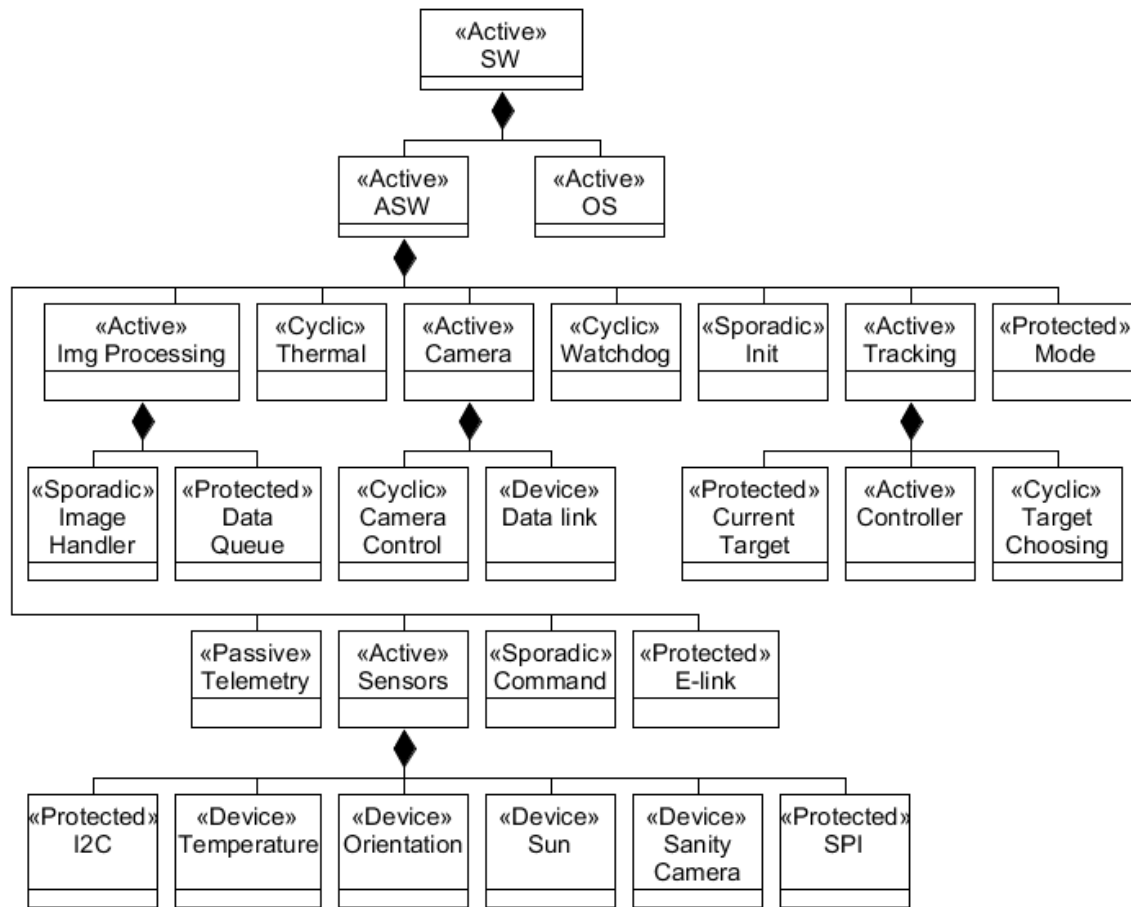 «Active»
SW
«Active»
ASW
«Active»
OS
«Active»
Img Processing
«Cyclic»
Thermal
«Active»
Camera
«Cyclic»
Watchdog
«Sporadic»
Init
«Active»
Tracking
«Protected»
Mode
«Sporadic»
Image
Handler
«Protected»
Data
Queue
«Cyclic»
Camera
Control
«Device»
Data link
«Protected»
Current
Target
«Active»
Controller
«Cyclic»
Target
Choosing
«Passive»
Telemetry
«Active»
Sensors
«Sporadic»
Command
«Protected»
E-link
«Protected»
I2C
«Device»
Temperature
«Device»
Orientation
«Device»
Sun
«Device»
Sanity
Camera
«Protected»
SPI